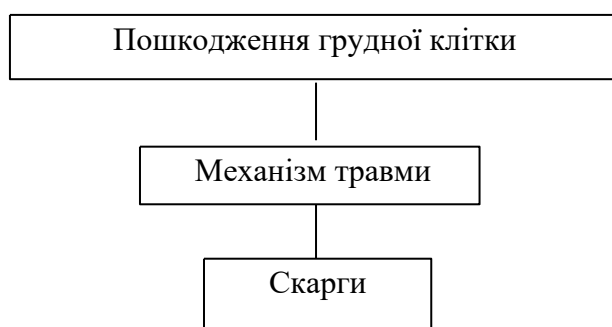 Пошкодження грудної клітки
Механізм травми
Скарги